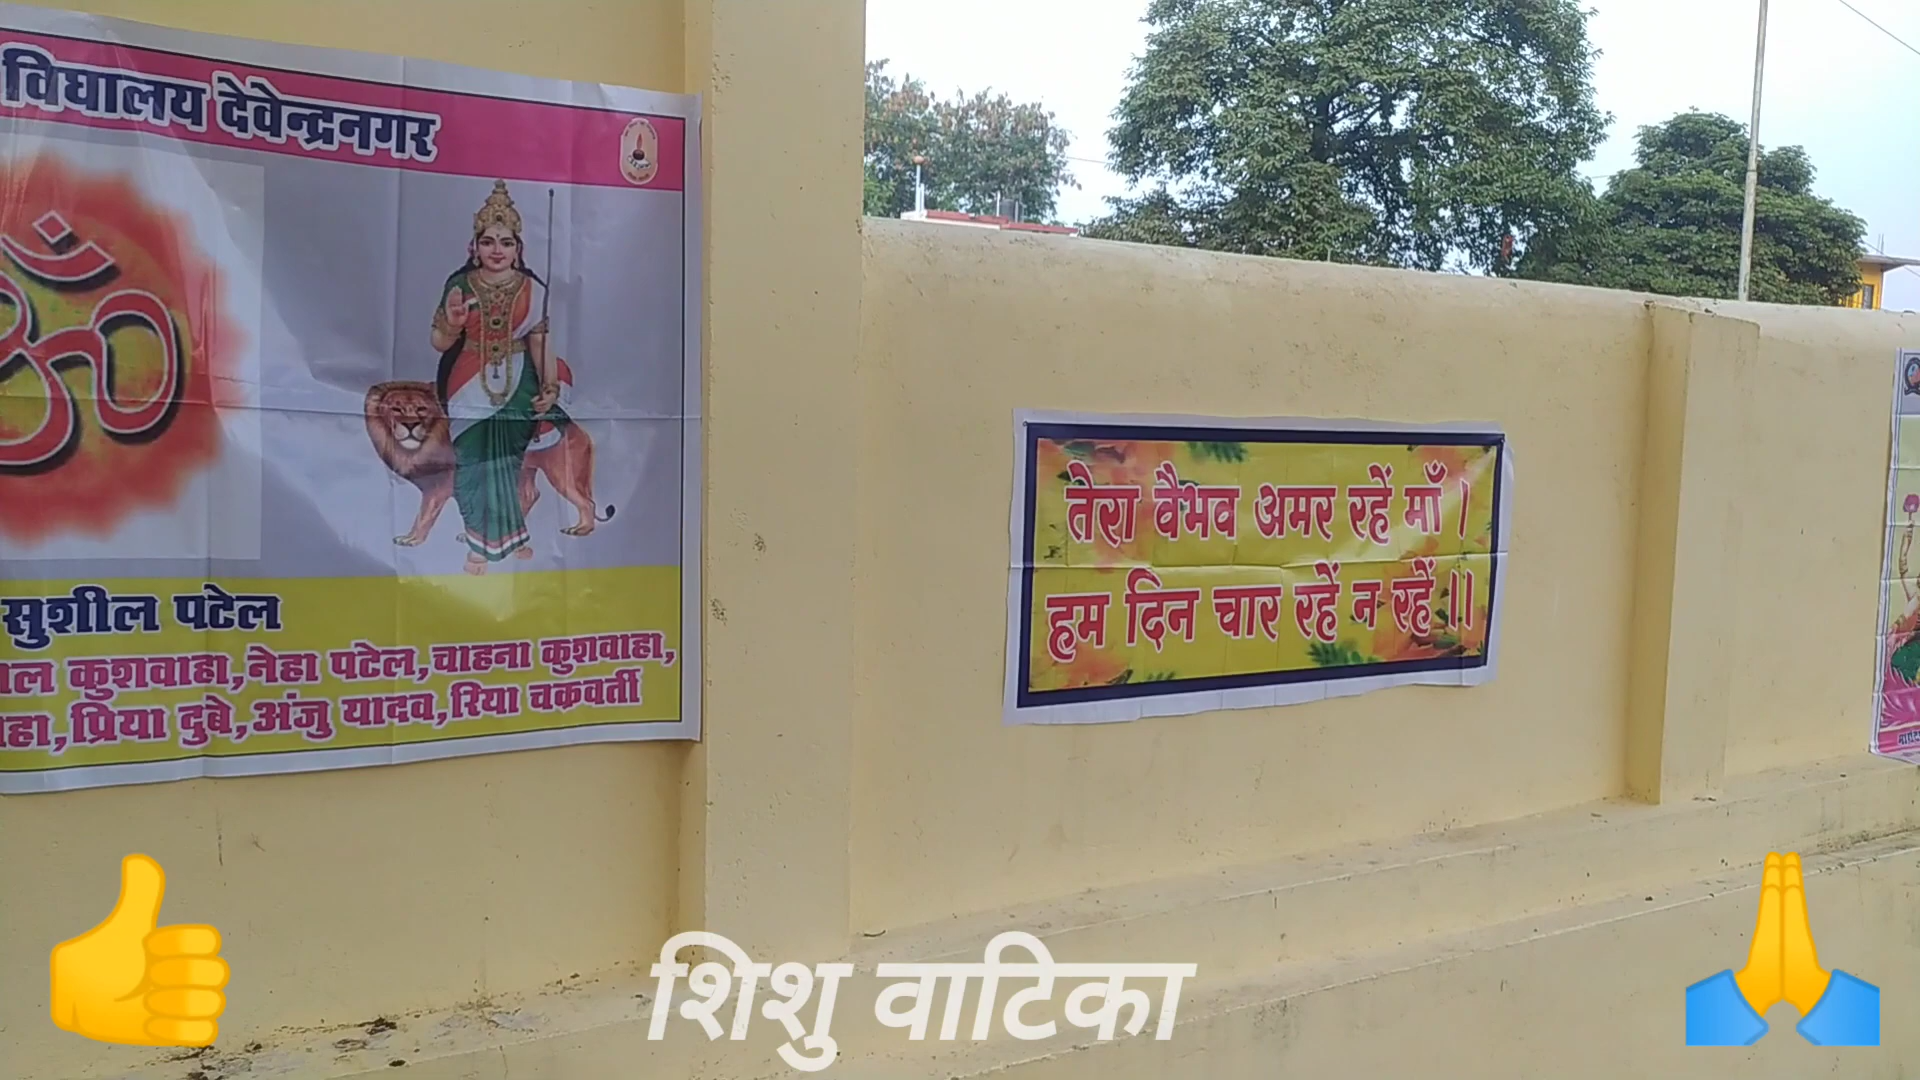 विघालय देवेन्द्रनगर
सुशील पटेल
कुशवाहा,नेहा पटेल,चाहना कुशवाहा,
प्रिया दुबे,अंजु यादव,रिया चक्रवर्ती
तेरा वैभव अमर रहें माँ ।
हम दिन चार रहें न रहें ।।
शिशु वाटिका